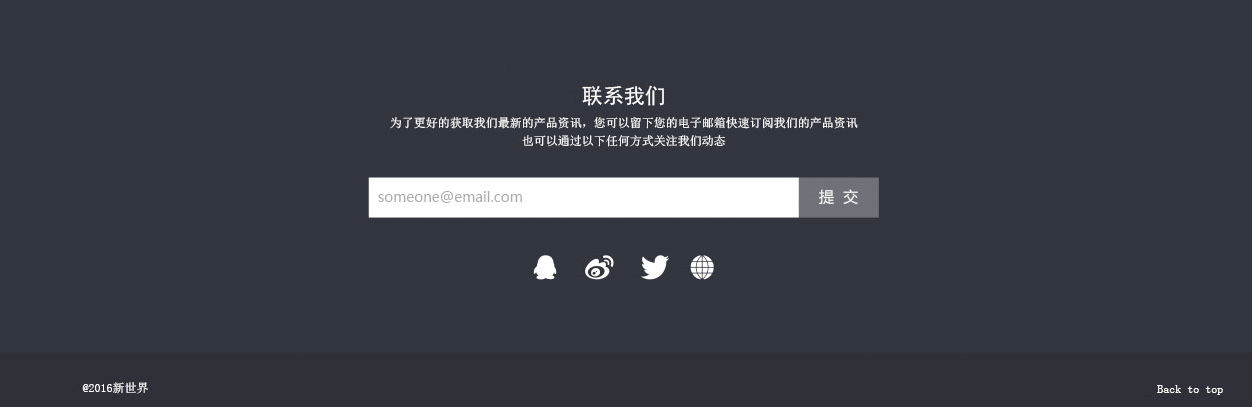 联系我们
为了更好的获取我们最新的产品资讯，您可以留下您的电子邮箱快速订阅我们的产品资讯
也可以通过以下任何方式关注我们动态
someone@email.com
提 交
@2016新世界
Back to top